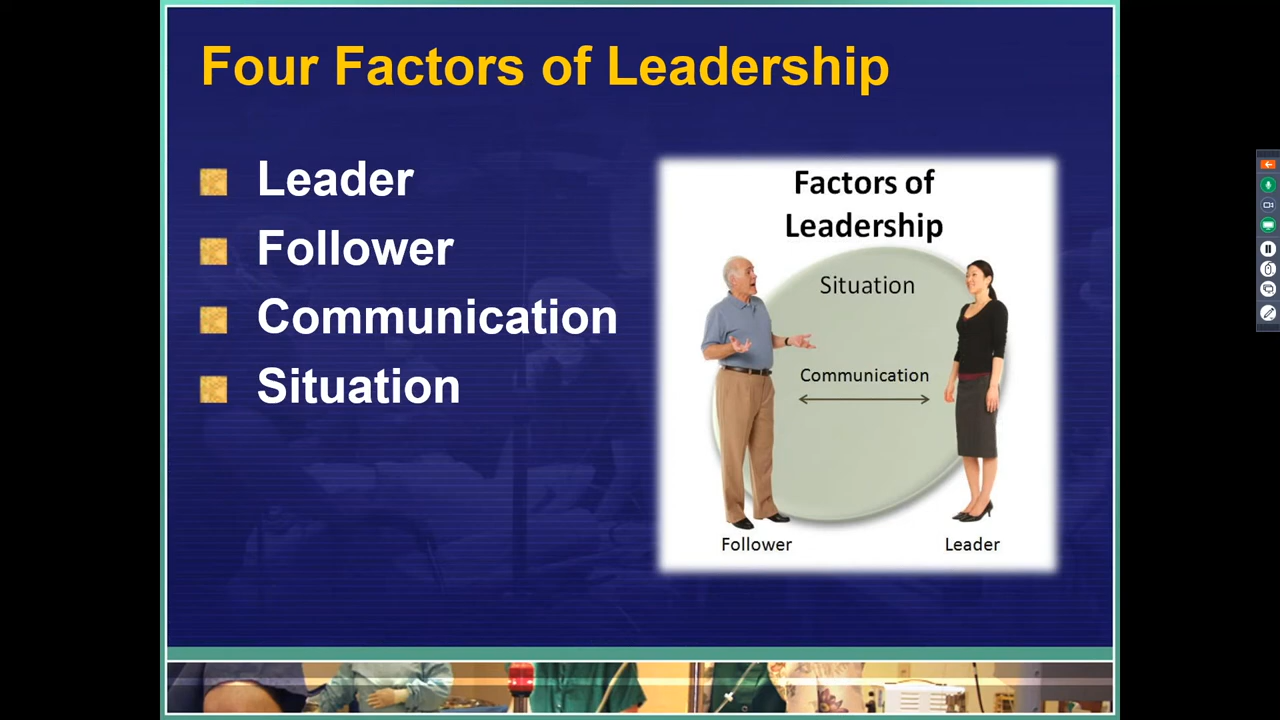 Four Factors of Leadership
Leader
Follower
Communication
Situation
Factors of
Leadership
Situation
Communication
Follower
Leader